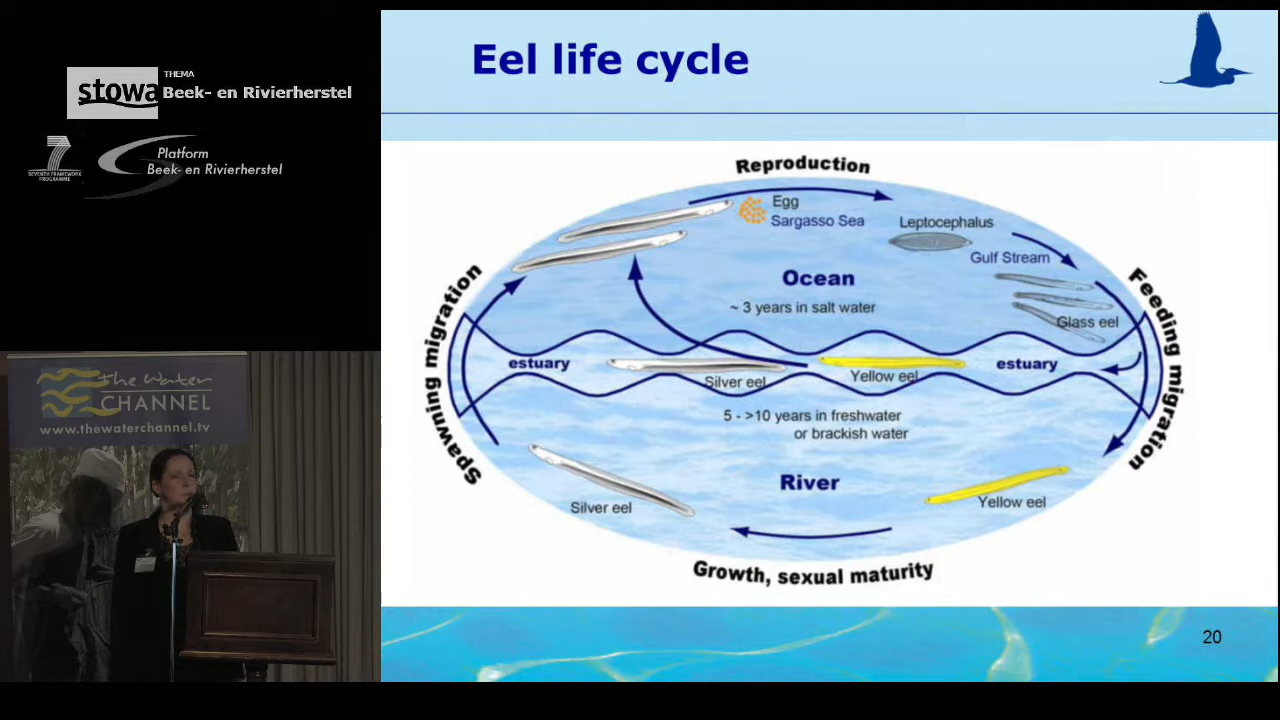 THEMA
stowa
Beek- en Rivierherstel
SEVENTH FRAMEWORK
PROGRAMME
Platform
Beek- en Rivierherstel
the water
CHANNEL
www.thewaterchannel.tv
Eel life cycle
Reproduction
Egg
Sargasso Sea
Leptocephalus
Gulf Stream
Glass eel
Ocean
~ 3 years in salt water
Spawning migration
Feeding migration
estuary
Silver eel
Yellow eel
estuary
5 - >10 years in freshwater
or brackish water
River
Silver eel
Yellow eel
Growth, sexual maturity
20